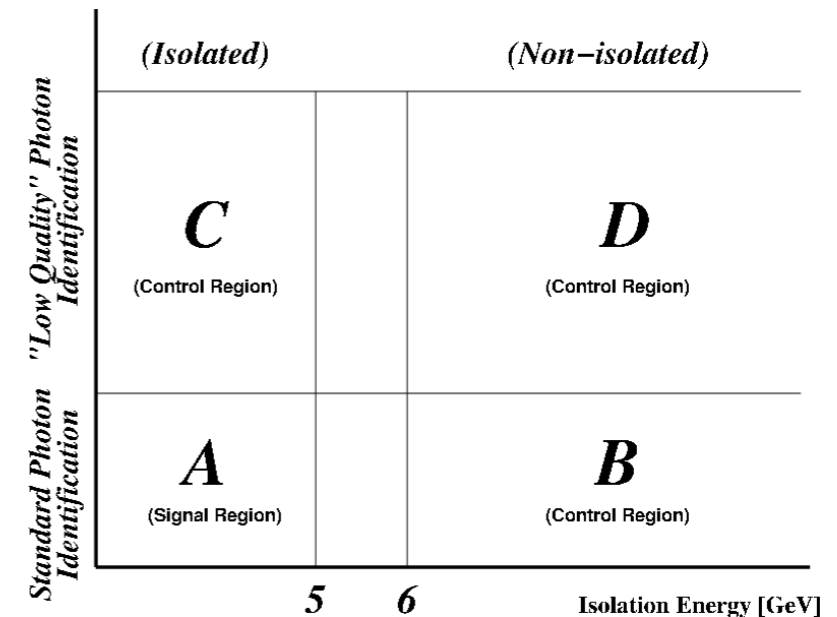 (Isolated)
(Non-isolated)
"Low Quality" Photon
Identification
C
(Control Region)
D
(Control Region)
Standard Photon
Identification
A
(Signal Region)
B
(Control Region)
5
6
Isolation Energy [GeV]